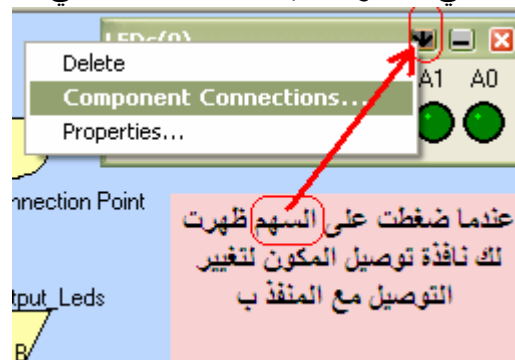 LEDs(0)
Delete
A1 A0
Component Connections...
Properties...
nnection Point
عندما ضغطت على السهم ظهرت
لك نافذة توصيل المكون لتغيير
التوصيل مع المنفذ ب
tput_Leds
B